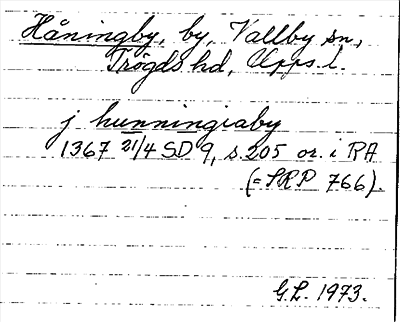 Håningby, by, Vallby sn,
Trögds hd, Upps. l.
j hunningiaby
1367 21/4 SD 9, s 205 or. i RA
(= SRP 766).
G.L. 1973.